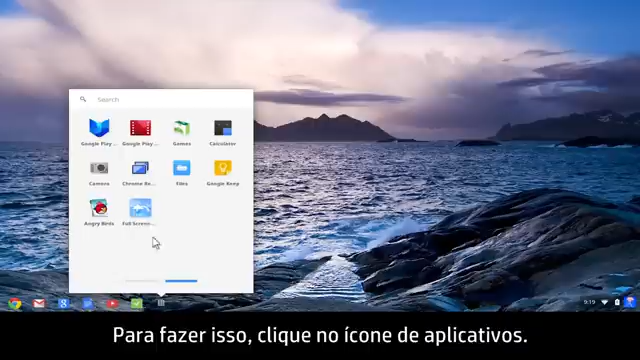 Search
Google Play ...
Google Play ...
Games
Calculator
Camera
Chrome Re...
Files
Google Keep
Angry Birds
Full Screen...
9:19
Para fazer isso, clique no ícone de aplicativos.